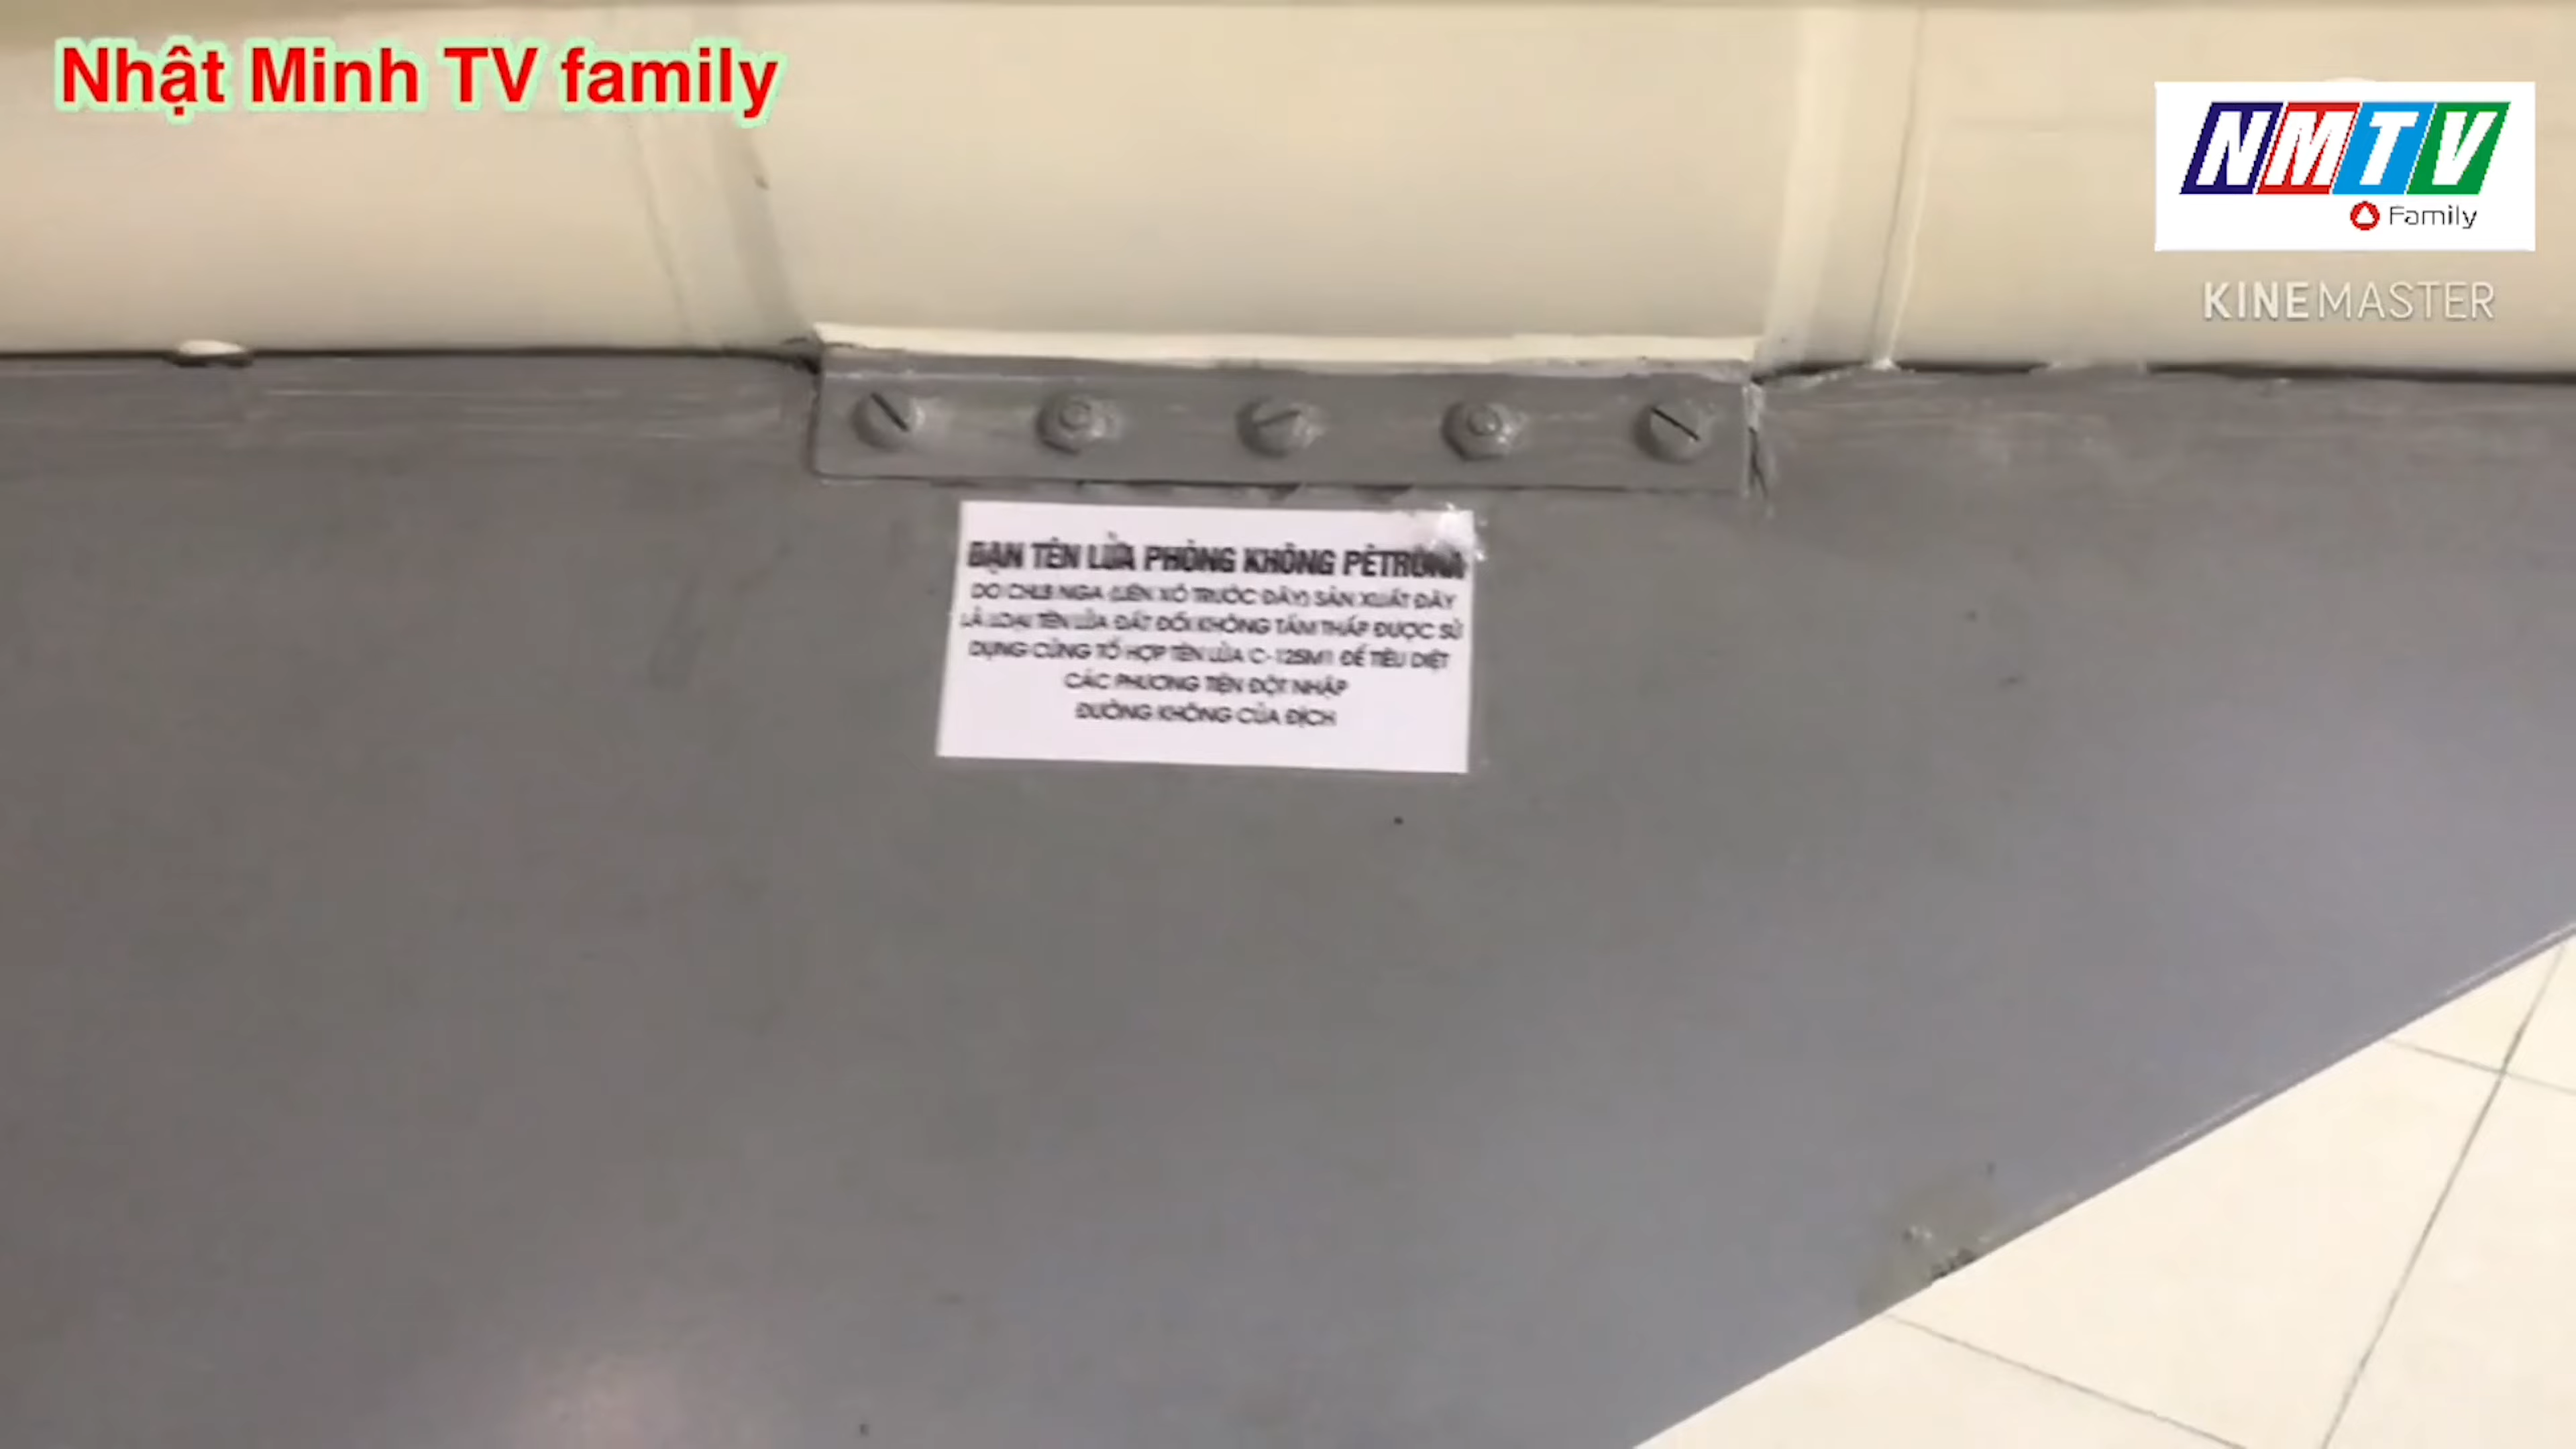 Nhật Minh TV family
NMTV
Family
KINEMASTER
ĐẠN TÊN LỬA PHÒNG KHÔNG PÊTRÔRA
DO CHLB NGA (LIÊN XÔ TRƯỚC ĐÂY) SẢN XUẤT ĐÂY
LÀ LOẠI TÊN LỬA ĐẤT ĐỐI KHÔNG TẦM THẤP ĐƯỢC SỬ
DỤNG CÙNG TỔ HỢP TÊN LỬA C-125M1 ĐỂ TIÊU DIỆT
CÁC PHƯƠNG TIỆN ĐỘT NHẬP
ĐƯỜNG KHÔNG CỦA ĐỊCH